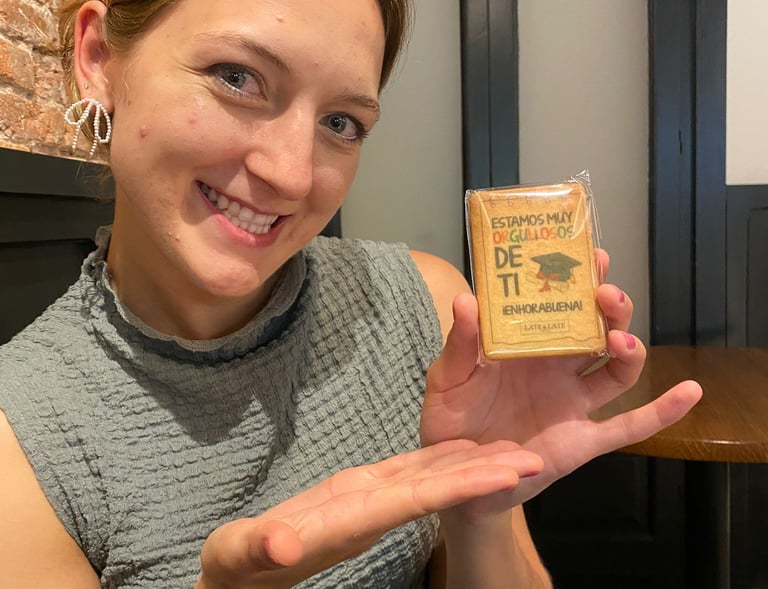 ESTAMOS MUY
ORGULLOSOS
DE
TI
¡ENHORABUENA!
LATE & LATE